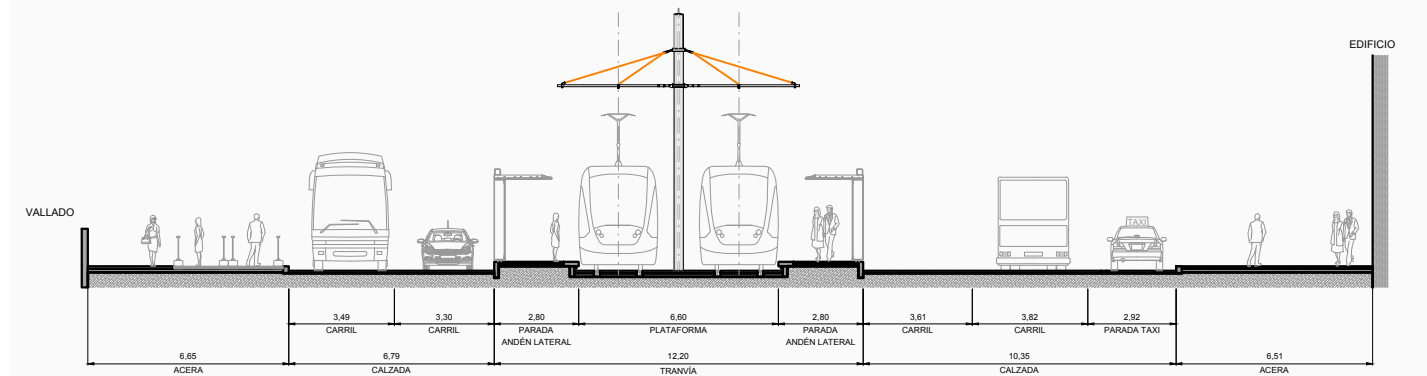 EDIFICIO
VALLADO
TAXI
3,49
CARRIL
3,30
CARRIL
2,80
PARADA
ANDÉN LATERAL
6,60
PLATAFORMA
2,80
PARADA
ANDÉN LATERAL
3,61
CARRIL
3,82
CARRIL
2,92
PARADA TAXI
6,65
ACERA
6,79
CALZADA
12,20
TRANVÍA
10,35
CALZADA
6,51
ACERA